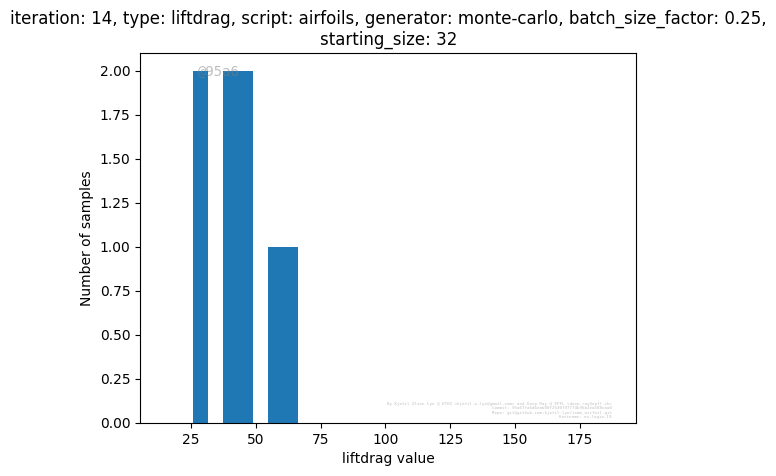 iteration: 14, type: liftdrag, script: airfoils, generator: monte-carlo, batch_size_factor: 0.25,
starting_size: 32
@95a6
2.00
1.75
1.50
1.25
1.00
0.75
0.50
0.25
0.00
Number of samples
25 50 75 100 125 150 175
liftdrag value